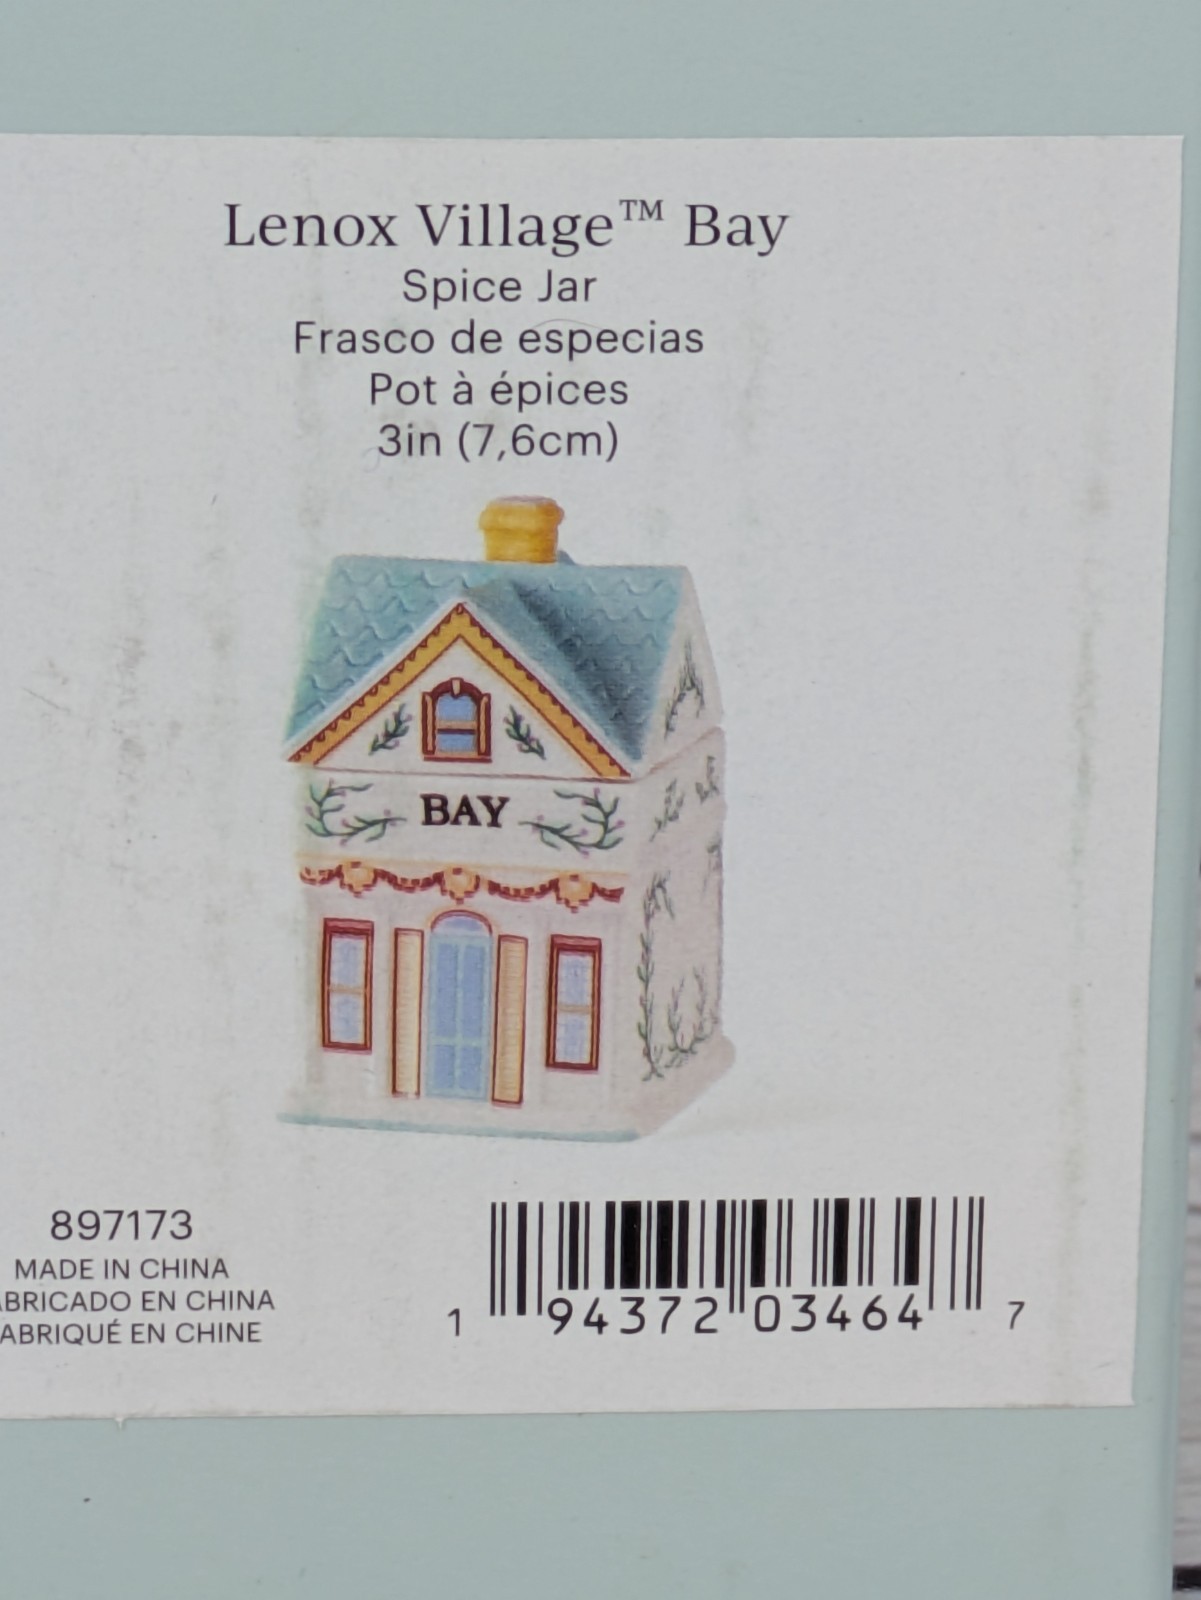 Lenox Village™ Bay
Spice Jar
Frasco de especias
Pot à épices
3in (7,6cm)
BAY
897173
MADE IN CHINA
ABRICADO EN CHINA
ABRIQUÉ EN CHINE
1 94372 03464 7